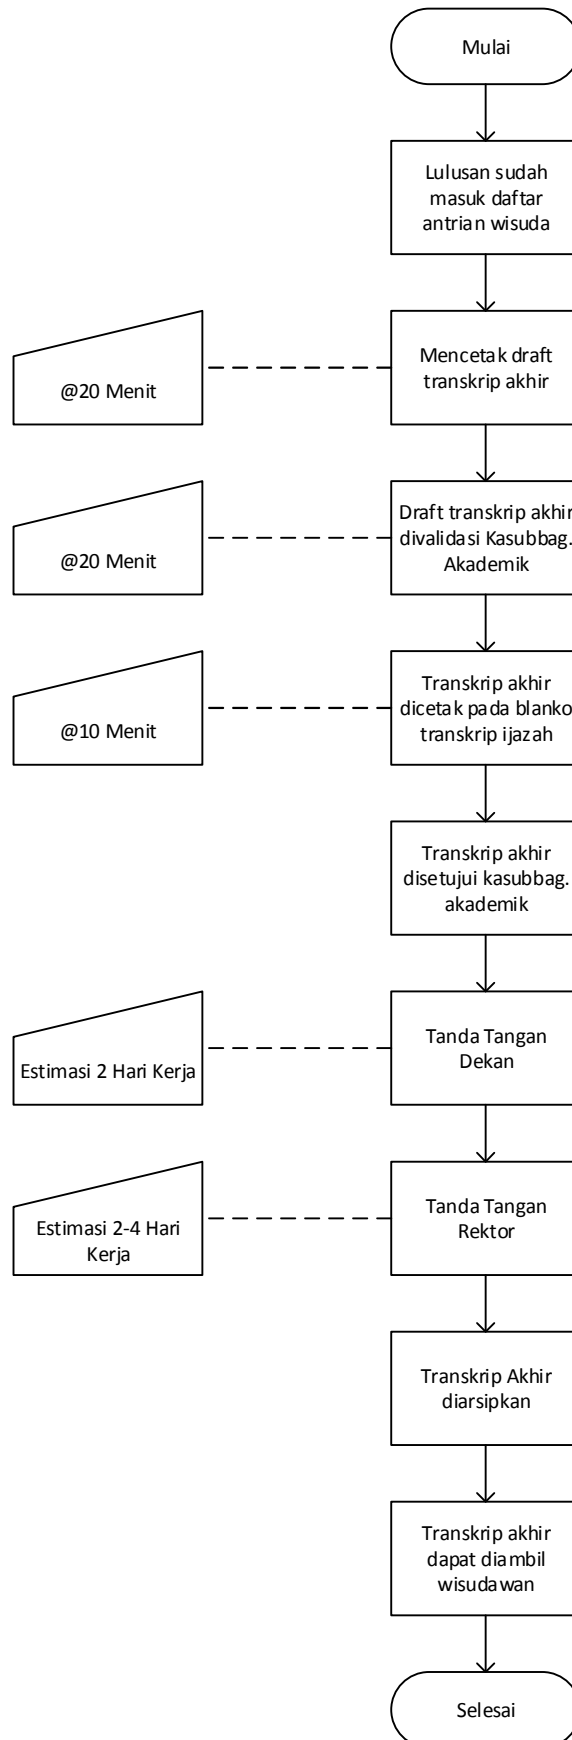 Mulai
Lulusan sudah
masuk daftar
antrian wisuda
@20 Menit
Mencetak draft
transkrip akhir
@20 Menit
Draft transkrip akhir
divalidasi Kasubbag.
Akademik
@10 Menit
Transkrip akhir
dicetak pada blanko
transkrip ijazah
Transkrip akhir
disetujui kasubbag.
akademik
Estimasi 2 Hari Kerja
Tanda Tangan
Dekan
Estimasi 2-4 Hari
Kerja
Tanda Tangan
Rektor
Transkrip Akhir
diarsipkan
Transkrip akhir
dapat diambil
wisudawan
Selesai